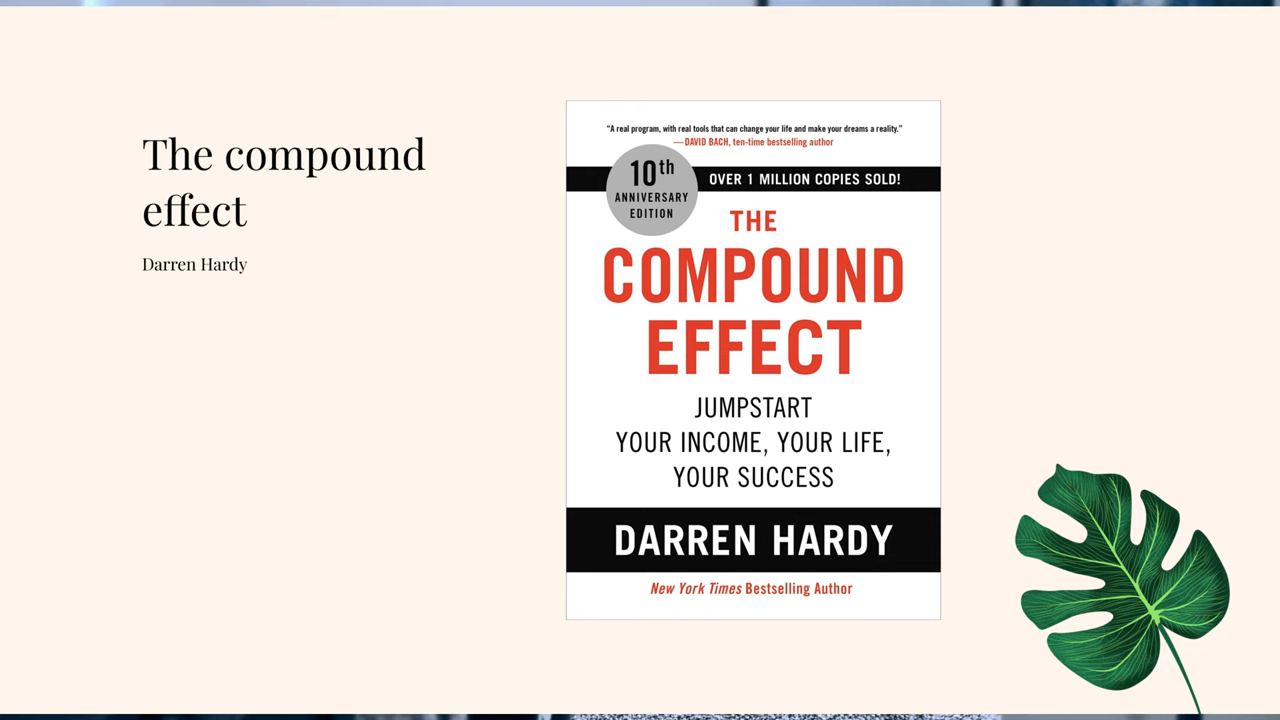 The compound
effect
Darren Hardy
“A real program, with real tools that can change your life and make your dreams a reality.”
—DAVID BACH, ten-time bestselling author
10th
ANNIVERSARY
EDITION
OVER 1 MILLION COPIES SOLD!
THE
COMPOUND
EFFECT
JUMPSTART
YOUR INCOME, YOUR LIFE,
YOUR SUCCESS
DARREN HARDY
New York Times Bestselling Author